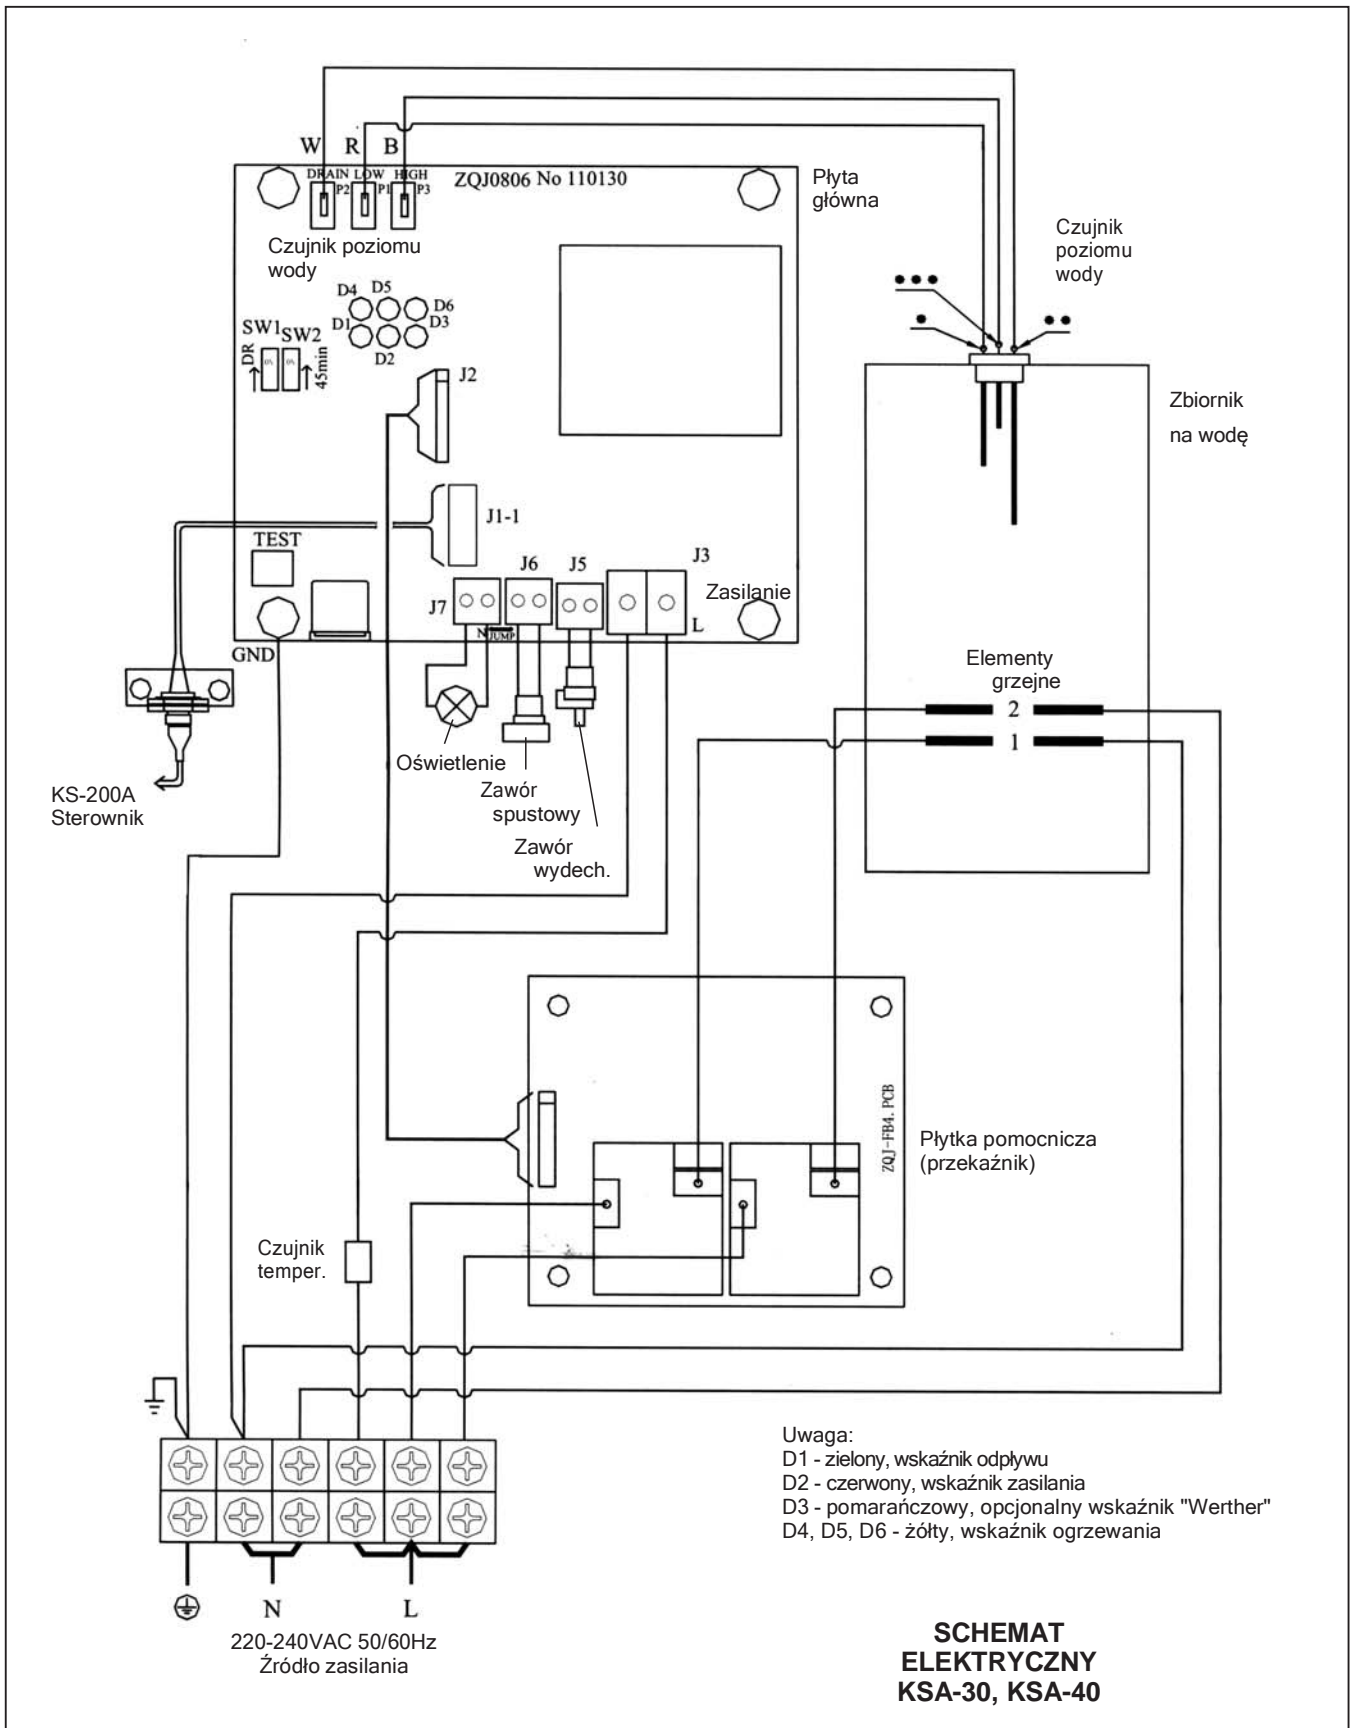 W R B
DRAIN LOW HIGH
P2 P1 P3
ZQJ0806 No 110130
Płyta
główna
Czujnik poziomu
wody
Czujnik
poziomu
wody
D4 D5 D6
D1 D2 D3
SW1 SW2
DR
45min
J2
Zbiornik
na wodę
J1-1
TEST
J6 J5 J3
J7
Zasilanie
N JUMP
L
GND
Elementy
grzejne
2
1
Oświetlenie
KS-200A
Sterownik
Zawór
spustowy
Zawór
wydech.
ZQJ-FB4.PCB
Płytka pomocnicza
(przekaźnik)
Czujnik
temper.
Uwaga:
D1 - zielony, wskaźnik odpływu
D2 - czerwony, wskaźnik zasilania
D3 - pomarańczowy, opcjonalny wskaźnik "Werther"
D4, D5, D6 - żółty, wskaźnik ogrzewania
N L
220-240VAC 50/60Hz
Źródło zasilania
SCHEMAT
ELEKTRYCZNY
KSA-30, KSA-40